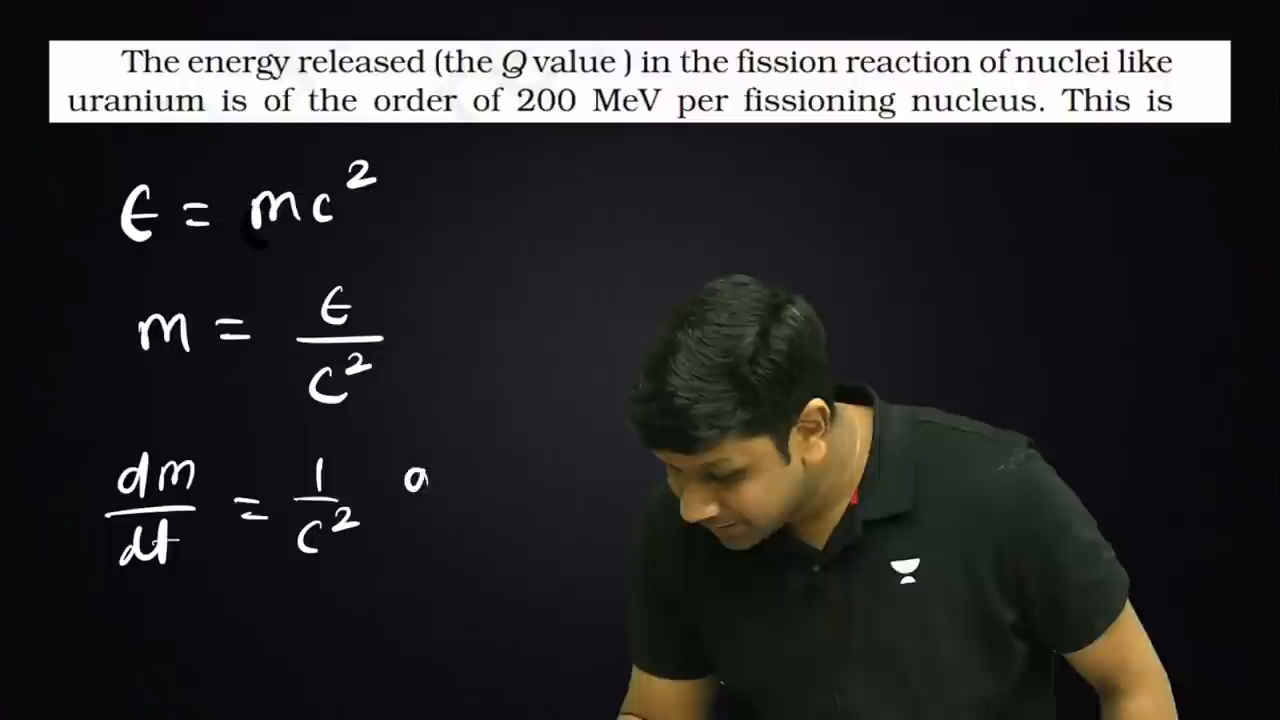 The energy released (the Q value ) in the fission reaction of nuclei like
uranium is of the order of 200 MeV per fissioning nucleus. This is
E = mc²
m = E/c²
dm/dt = 1/c²